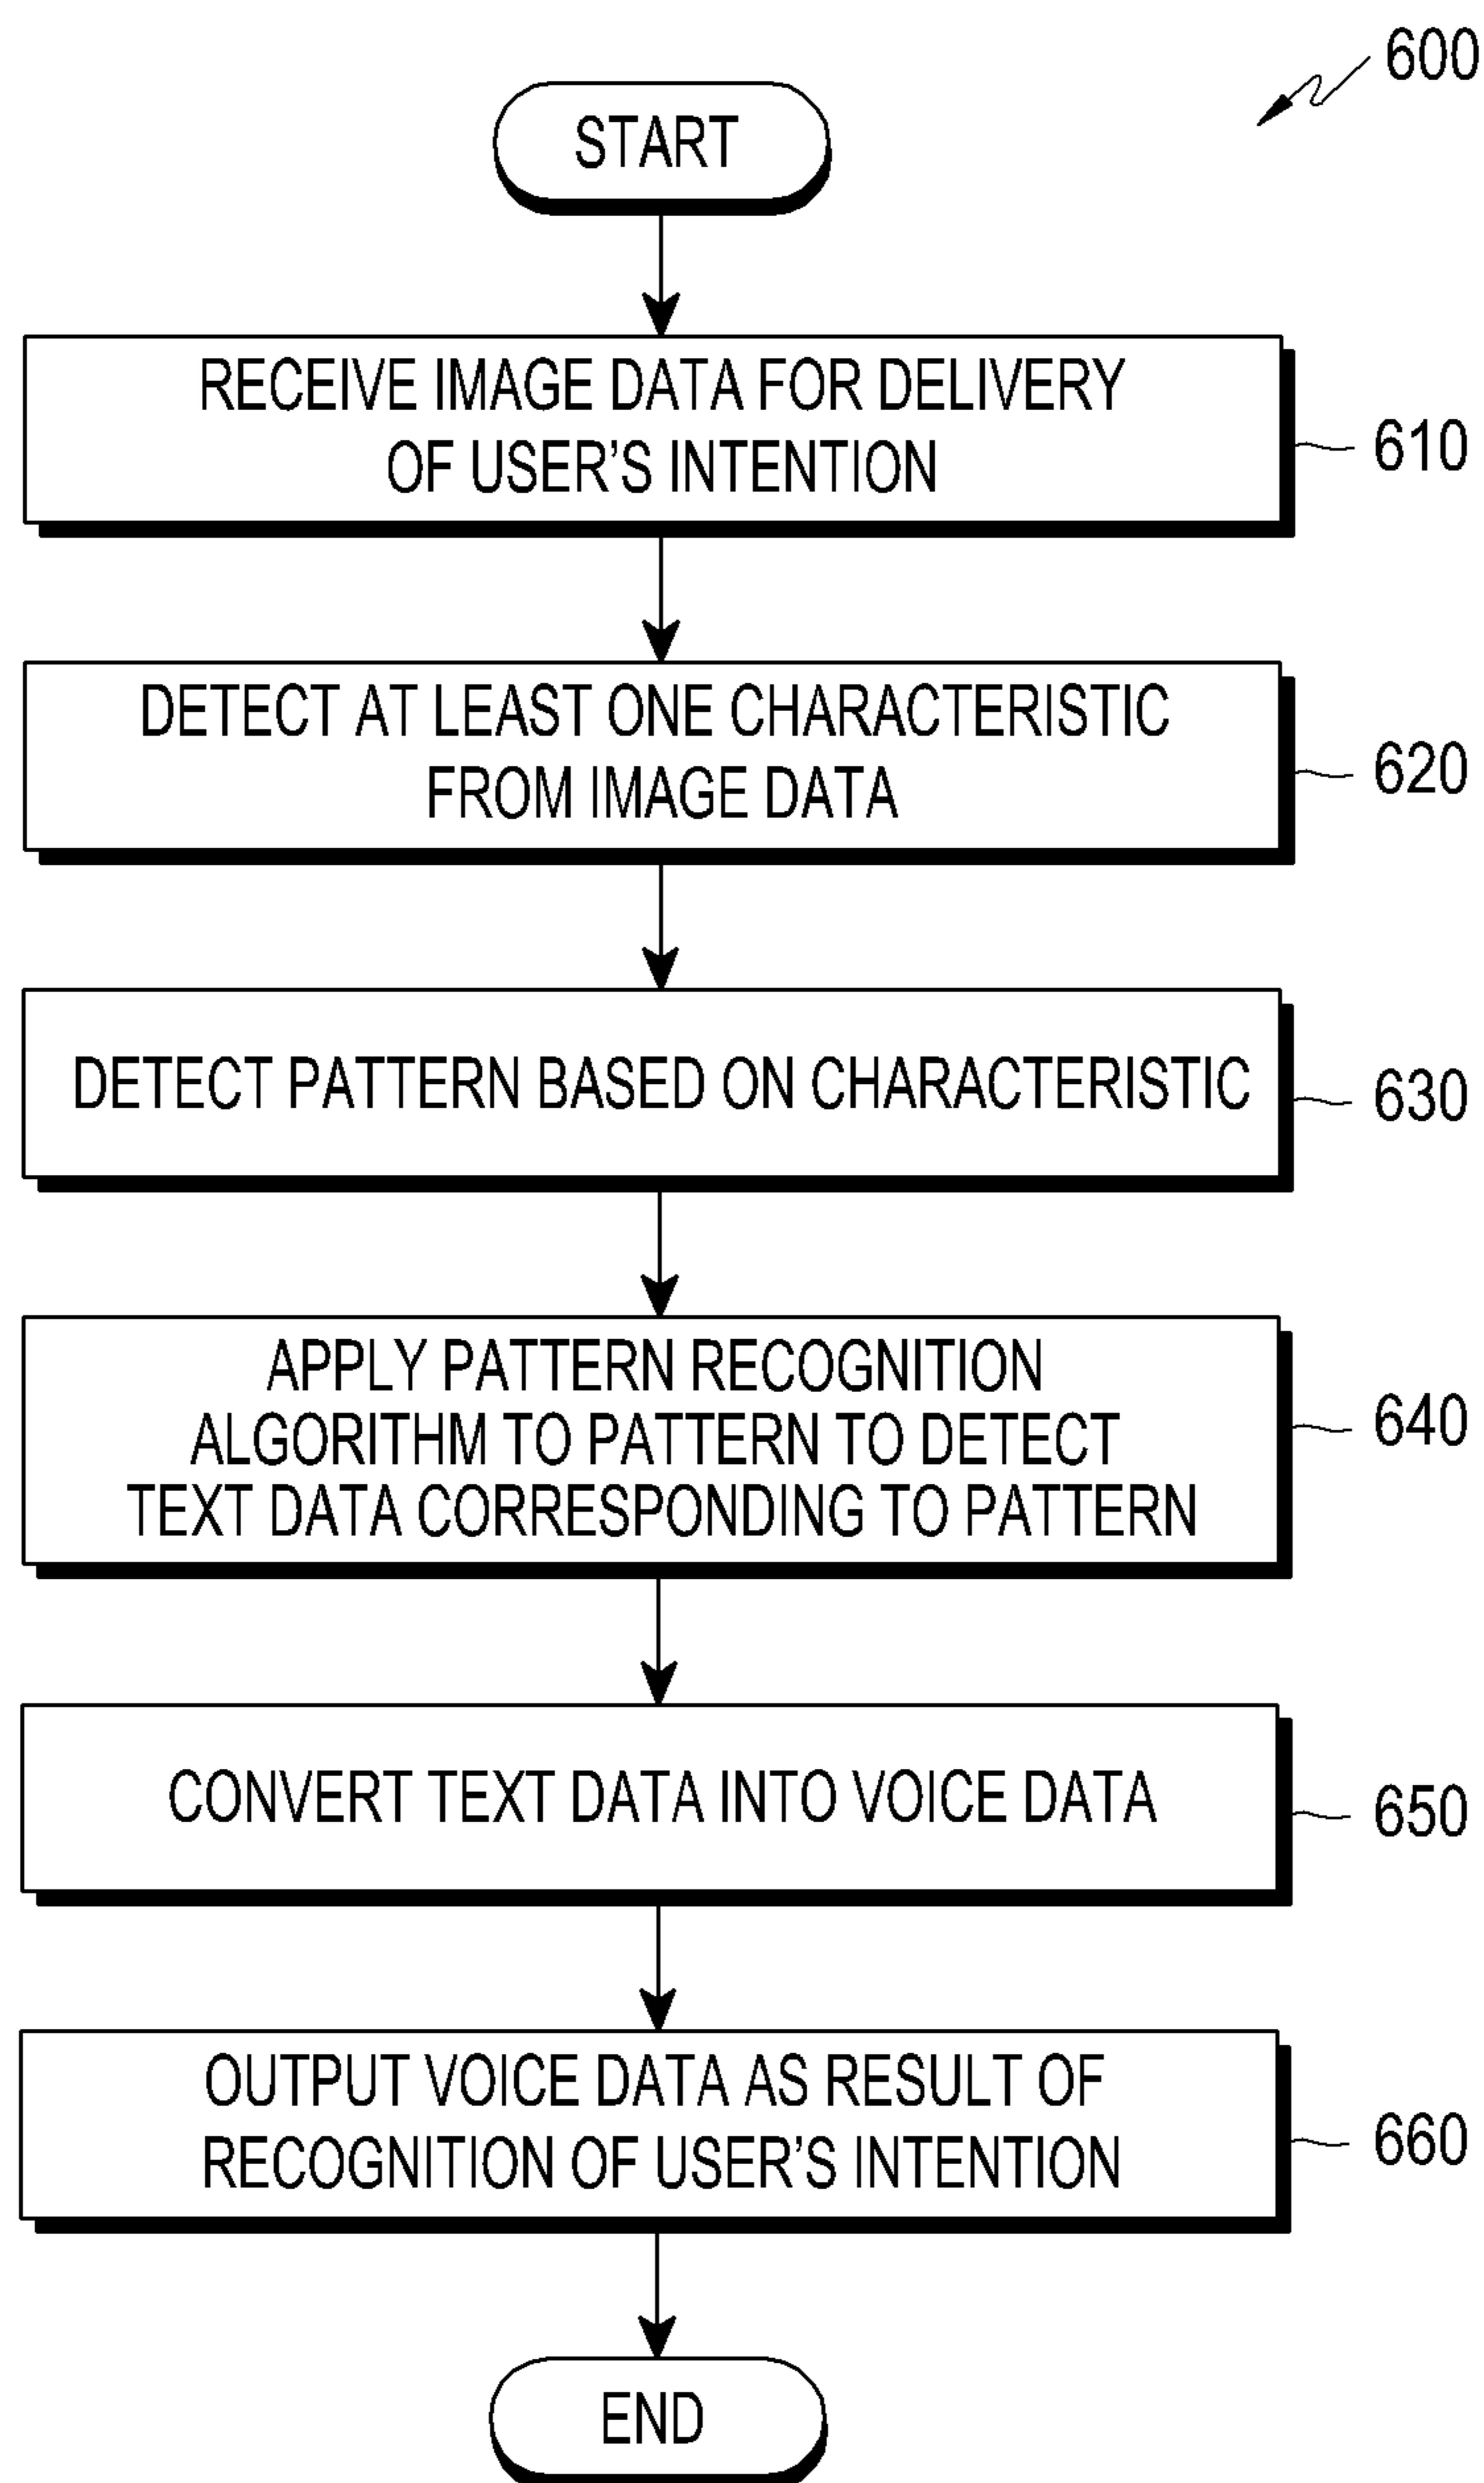 600
START
RECEIVE IMAGE DATA FOR DELIVERY
OF USER'S INTENTION
610
DETECT AT LEAST ONE CHARACTERISTIC
FROM IMAGE DATA
620
DETECT PATTERN BASED ON CHARACTERISTIC
630
APPLY PATTERN RECOGNITION
ALGORITHM TO PATTERN TO DETECT
TEXT DATA CORRESPONDING TO PATTERN
640
CONVERT TEXT DATA INTO VOICE DATA
650
OUTPUT VOICE DATA AS RESULT OF
RECOGNITION OF USER'S INTENTION
660
END